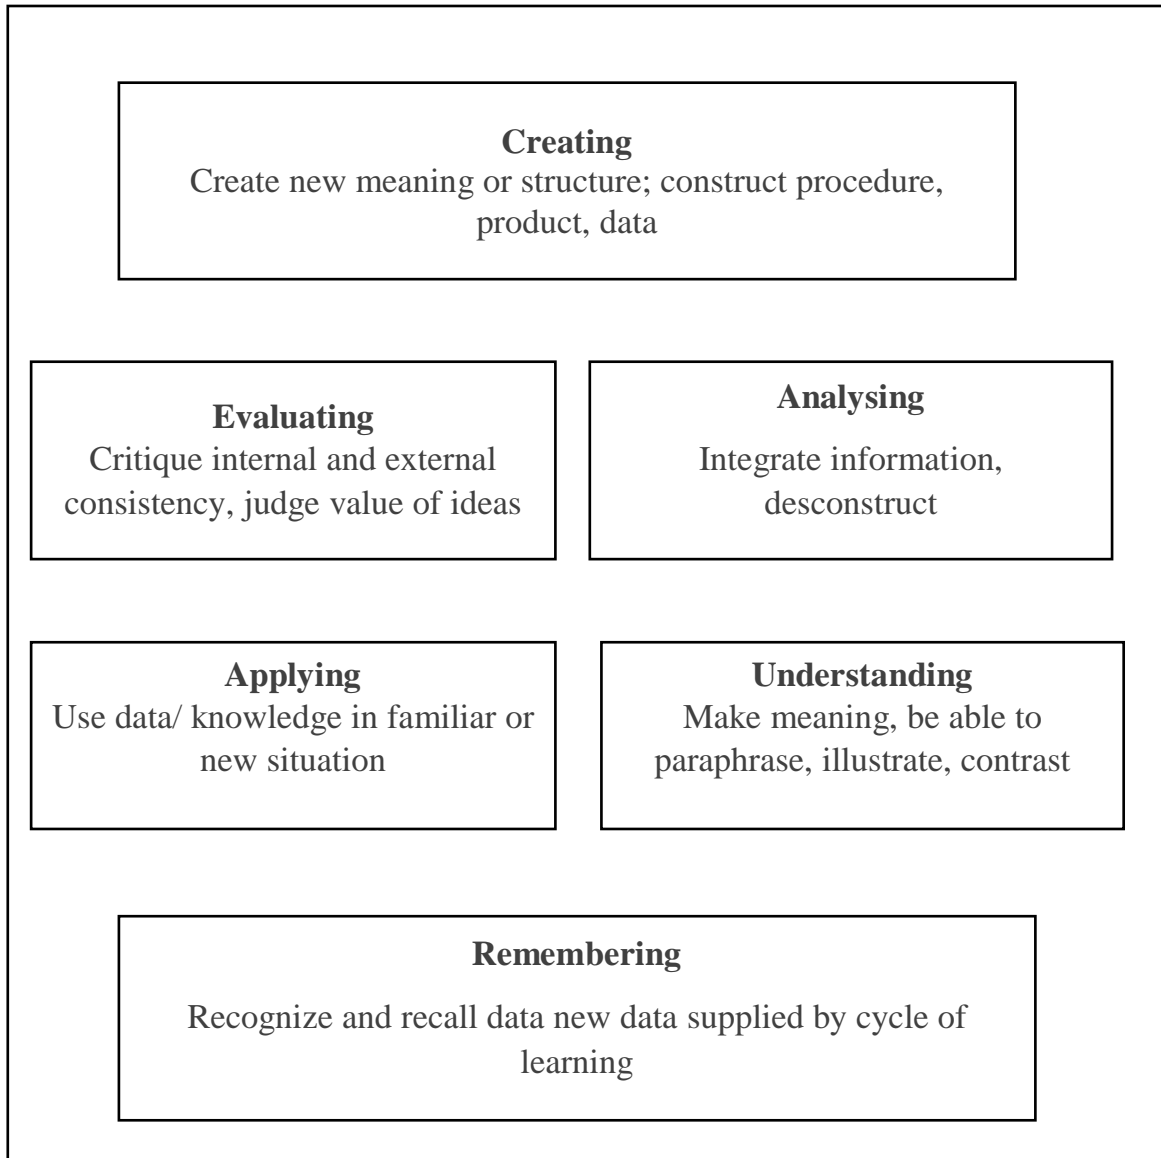 Creating
Create new meaning or structure; construct procedure,
product, data
Evaluating
Critique internal and external
consistency, judge value of ideas
Analysing
Integrate information,
desconstruct
Applying
Use data/ knowledge in familiar or
new situation
Understanding
Make meaning, be able to
paraphrase, illustrate, contrast
Remembering
Recognize and recall data new data supplied by cycle of
learning